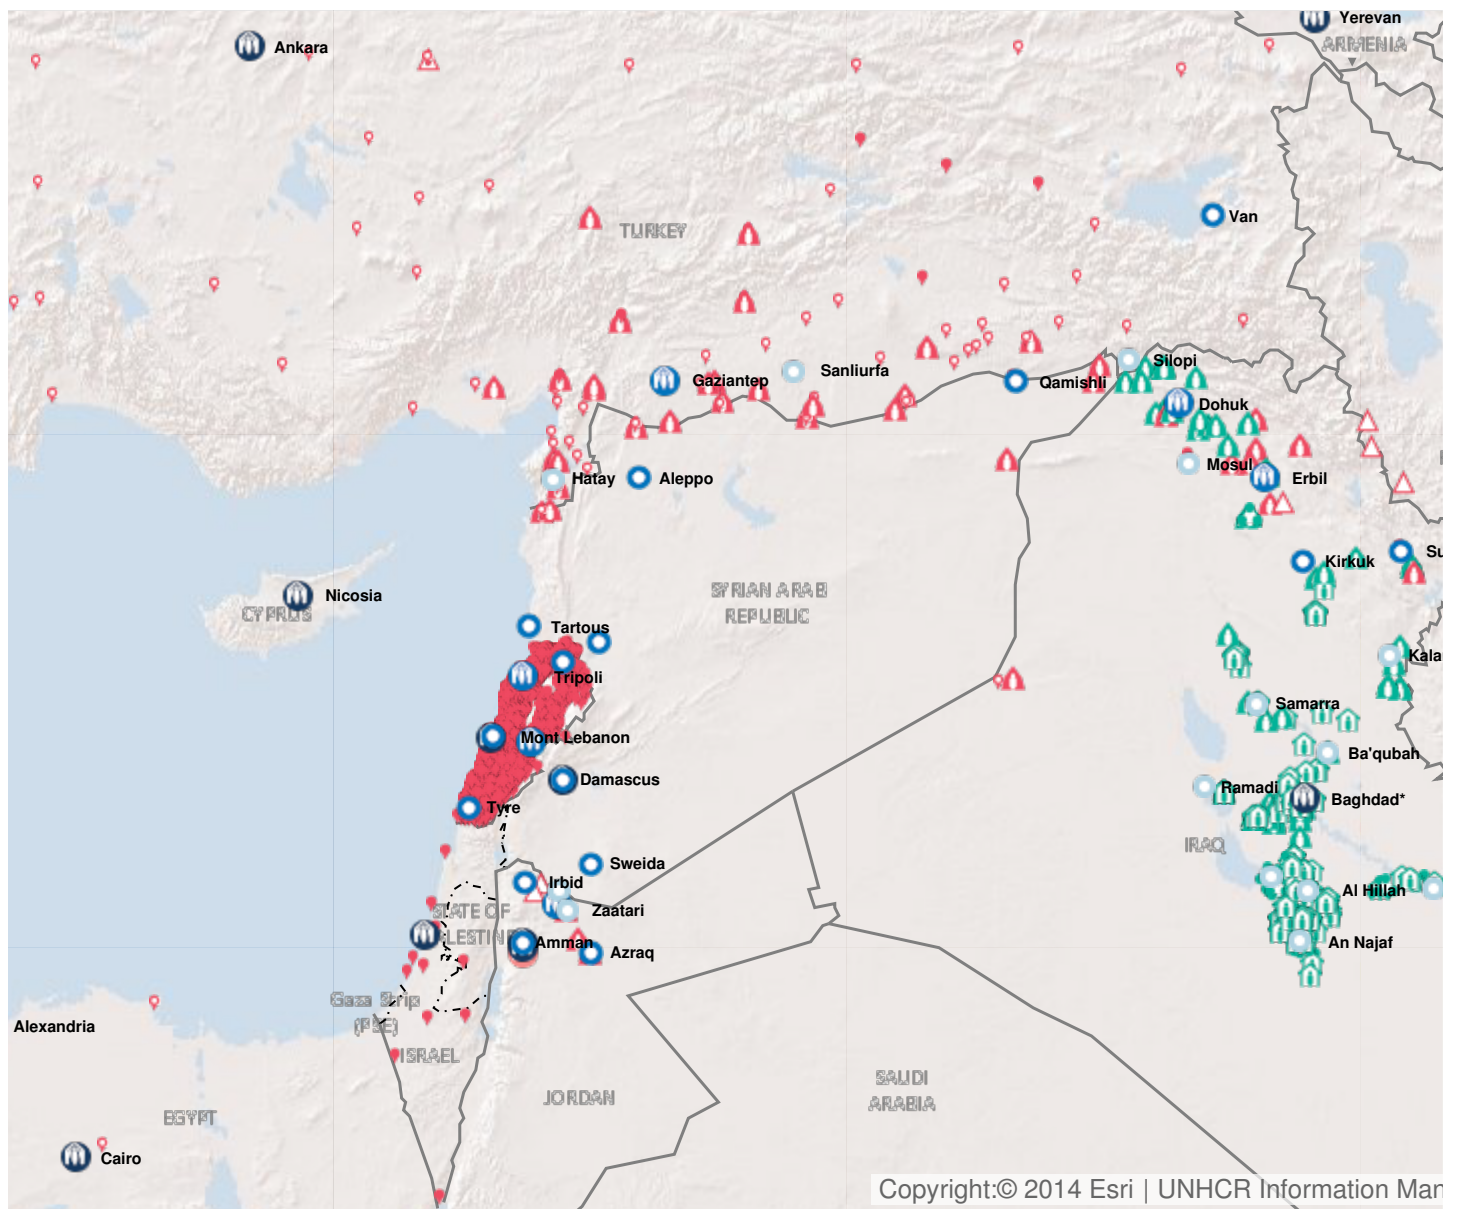 Yerevan
ARMENIA
Ankara
Van
TURKEY
Silopi
Sanliurfa
Gaziantep
Qamishli
Dohuk
Mosul
Hatay
Aleppo
Erbil
Su
Kirkuk
SYRIAN ARAB
REPUBLIC
Nicosia
CYPRUS
Tartous
Kala
Tripoli
Samarra
Mont Lebanon
Ba'qubah
Damascus
Ramadi
Baghdad*
Tyre
IRAQ
Sweida
Irbid
Al Hillah
Zaatari
STATE OF
Amman
An Najaf
Azraq
Gaza Strip
(PSE)
Alexandria
ISRAEL
JORDAN
SAUDI
ARABIA
EGYPT
Cairo
Copyright:© 2014 Esri | UNHCR Information Man